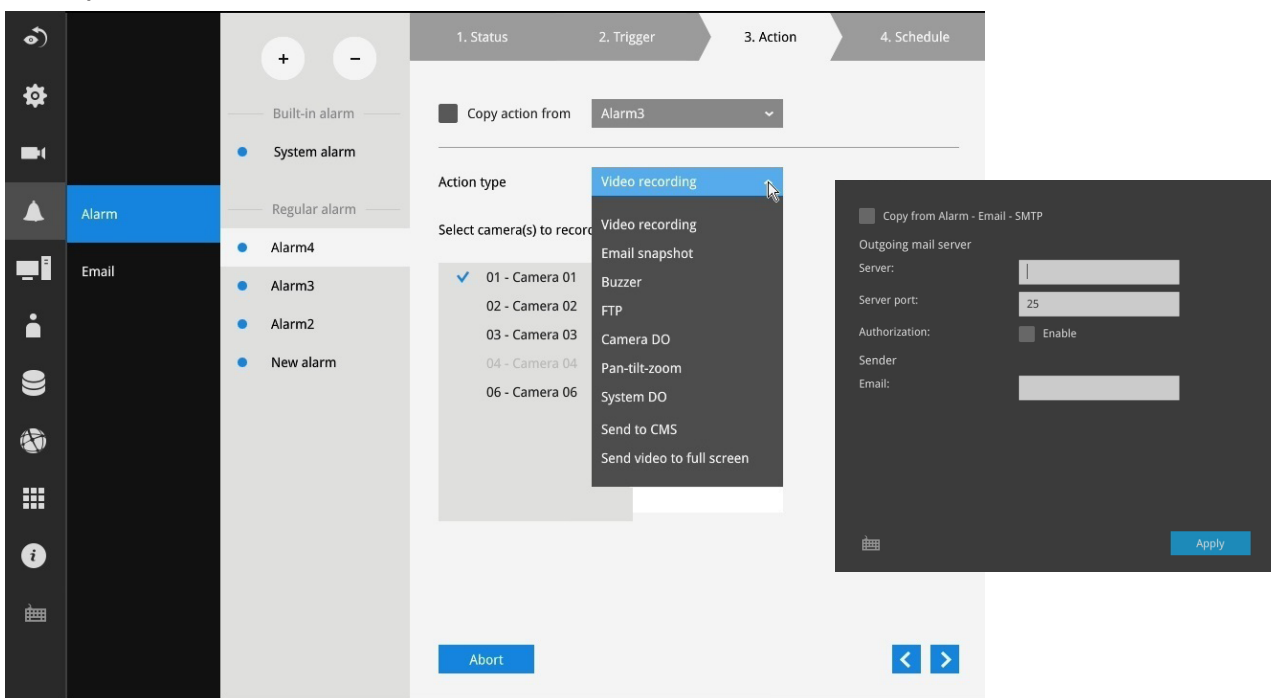 1. Status
2. Trigger
3. Action
4. Schedule
+
-
Built-in alarm
System alarm
Regular alarm
Alarm4
Alarm3
Alarm2
New alarm
Alarm
Email
Copy action from
Alarm3
Action type
Video recording
Select camera(s) to recor
01 - Camera 01
02 - Camera 02
03 - Camera 03
04 - Camera 04
06 - Camera 06
Video recording
Email snapshot
Buzzer
FTP
Camera DO
Pan-tilt-zoom
System DO
Send to CMS
Send video to full screen
Abort
Copy from Alarm - Email - SMTP
Outgoing mail server
Server:
Server port:
25
Authorization:
Enable
Sender
Email:
Apply